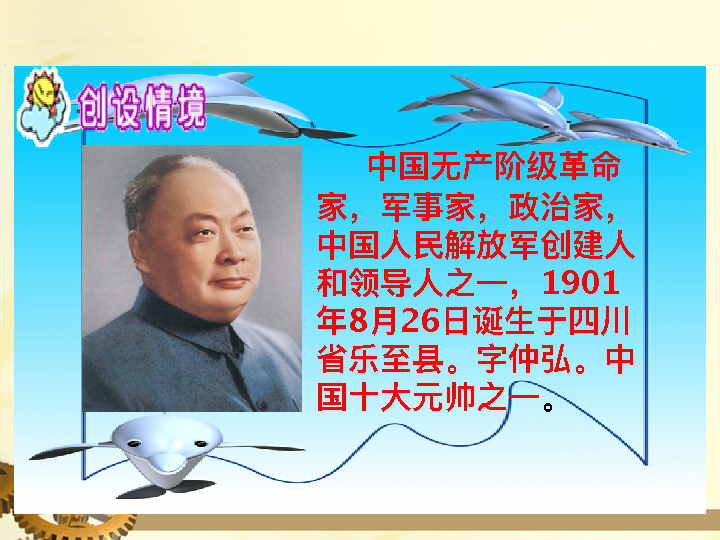 创设情境
中国无产阶级革命
家，军事家，政治家，
中国人民解放军创建人
和领导人之一，1901
年8月26日诞生于四川
省乐至县。字仲弘。中
国十大元帅之一。